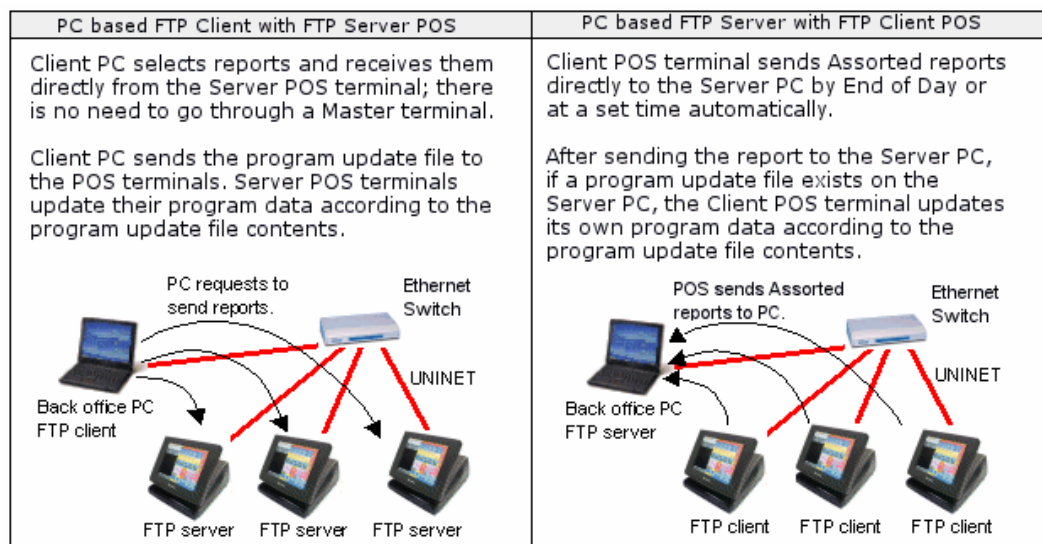 PC based FTP Client with FTP Server POS
Client PC selects reports and receives them
directly from the Server POS terminal; there
is no need to go through a Master terminal.
Client PC sends the program update file to
the POS terminals. Server POS terminals
update their program data according to the
program update file contents.
PC requests to
send reports.
Ethernet
Switch
UNINET
Back office PC
FTP client
FTP server
FTP server
FTP server
PC based FTP Server with FTP Client POS
Client POS terminal sends Assorted reports
directly to the Server PC by End of Day or
at a set time automatically.
After sending the report to the Server PC,
if a program update file exists on the
Server PC, the Client POS terminal updates
its own program data according to the
program update file contents.
POS sends Assorted
reports to PC.
Ethernet
Switch
UNINET
Back office PC
FTP server
FTP client
FTP client
FTP client